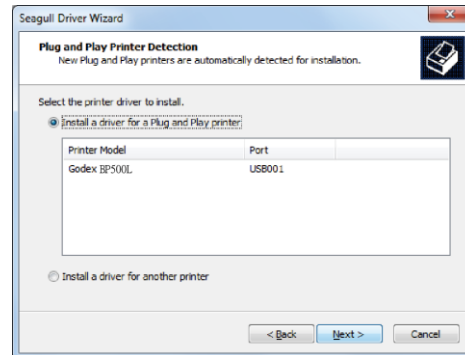 Seagull Driver Wizard
Plug and Play Printer Detection
New Plug and Play printers are automatically detected for installation.
Select the printer driver to install.
Install a driver for a Plug and Play printer
Printer Model Port
Godex BP500L USB001
Install a driver for another printer
< Back Next > Cancel